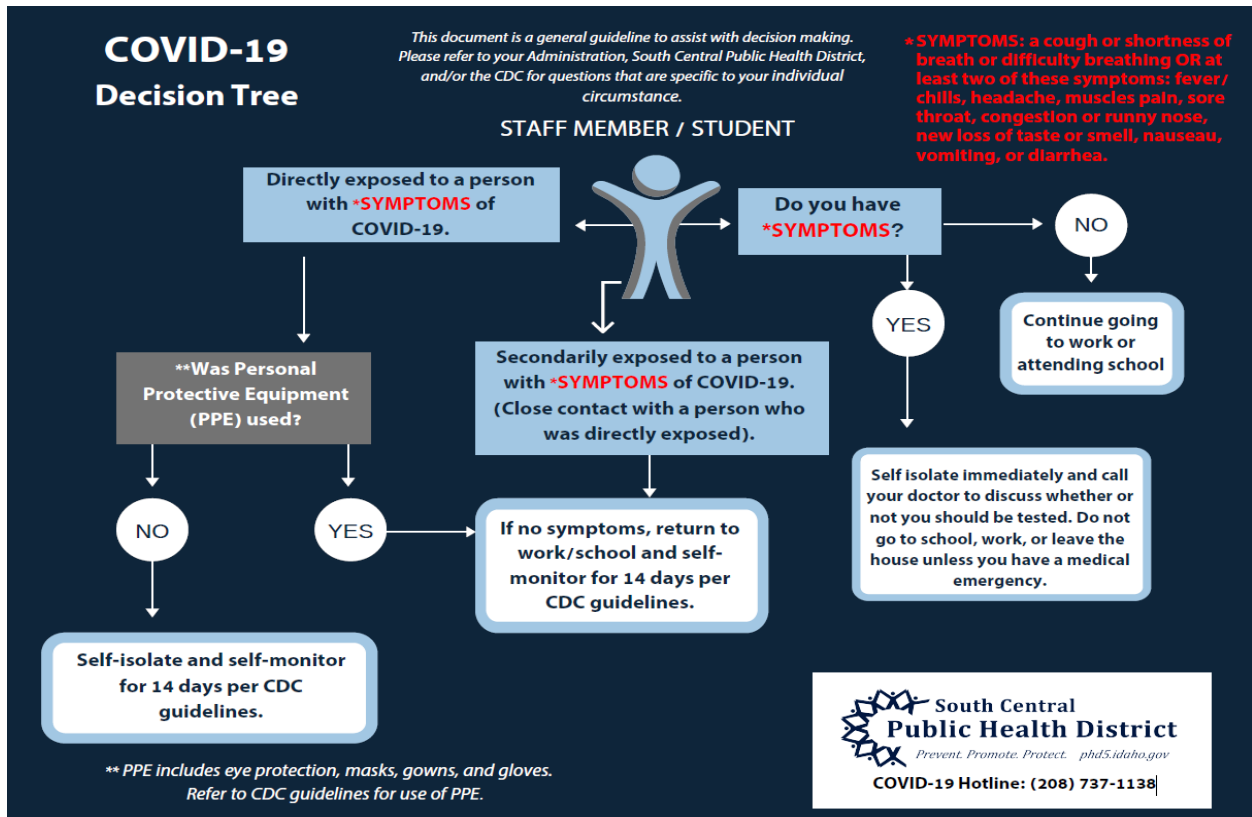 COVID-19
Decision Tree
This document is a general guideline to assist with decision making.
Please refer to your Administration, South Central Public Health District,
and/or the CDC for questions that are specific to your individual
circumstance.
STAFF MEMBER / STUDENT
*SYMPTOMS: a cough or shortness of
breath or difficulty breathing OR at
least two of these symptoms: fever/
chills, headache, muscles pain, sore
throat, congestion or runny nose,
new loss of taste or smell, nauseau,
vomiting, or diarrhea.
Directly exposed to a person
with *SYMPTOMS of
COVID-19.
Do you have
*SYMPTOMS?
NO
YES
Continue going
to work or
attending school
**Was Personal
Protective Equipment
(PPE) used?
Secondarily exposed to a person
with *SYMPTOMS of COVID-19.
(Close contact with a person who
was directly exposed).
Self isolate immediately and call
your doctor to discuss whether or
not you should be tested. Do not
go to school, work, or leave the
house unless you have a medical
emergency.
NO
YES
If no symptoms, return to
work/school and self-
monitor for 14 days per
CDC guidelines.
Self-isolate and self-monitor
for 14 days per CDC
guidelines.
** PPE includes eye protection, masks, gowns, and gloves.
Refer to CDC guidelines for use of PPE.
South Central
Public Health District
Prevent. Promote. Protect. phd5.idaho.gov
COVID-19 Hotline: (208) 737-1138